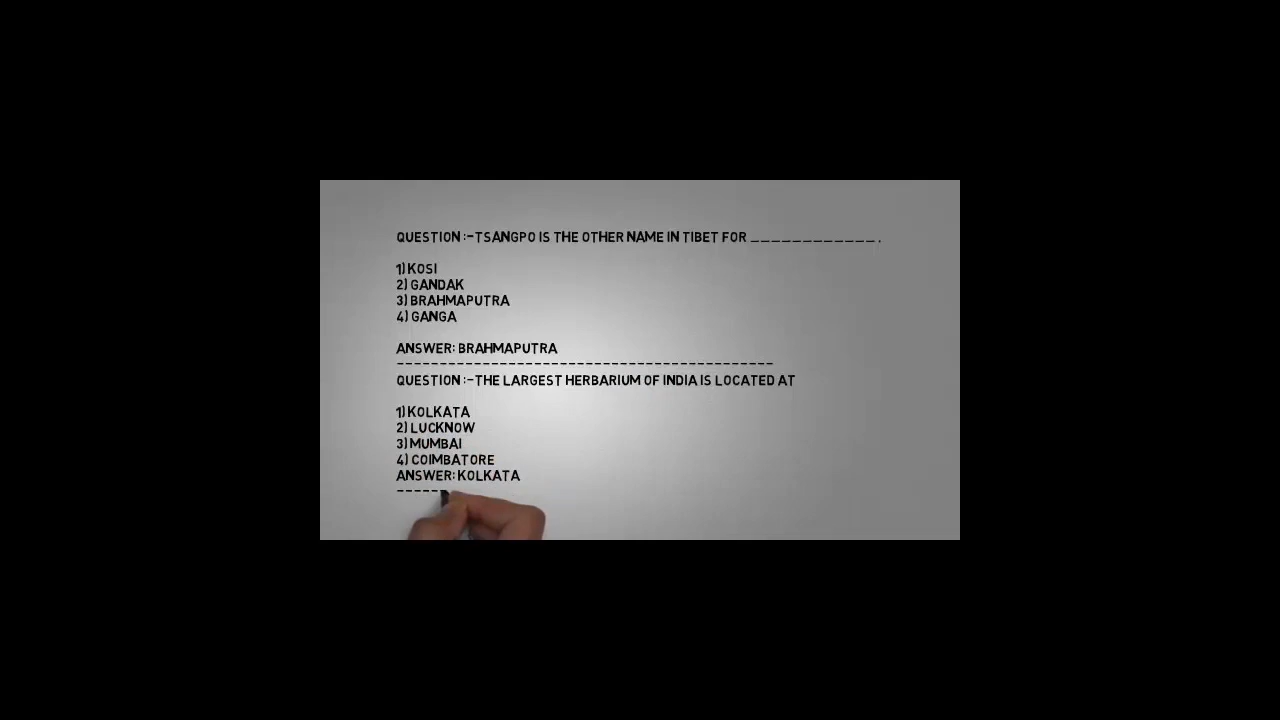 QUESTION :-TSANGPO IS THE OTHER NAME IN TIBET FOR ____________ .
1) KOSI
2) GANDAK
3) BRAHMAPUTRA
4) GANGA
ANSWER: BRAHMAPUTRA
--------------------------------------------
QUESTION :-THE LARGEST HERBARIUM OF INDIA IS LOCATED AT
1) KOLKATA
2) LUCKNOW
3) MUMBAI
4) COIMBATORE
ANSWER: KOLKATA
------